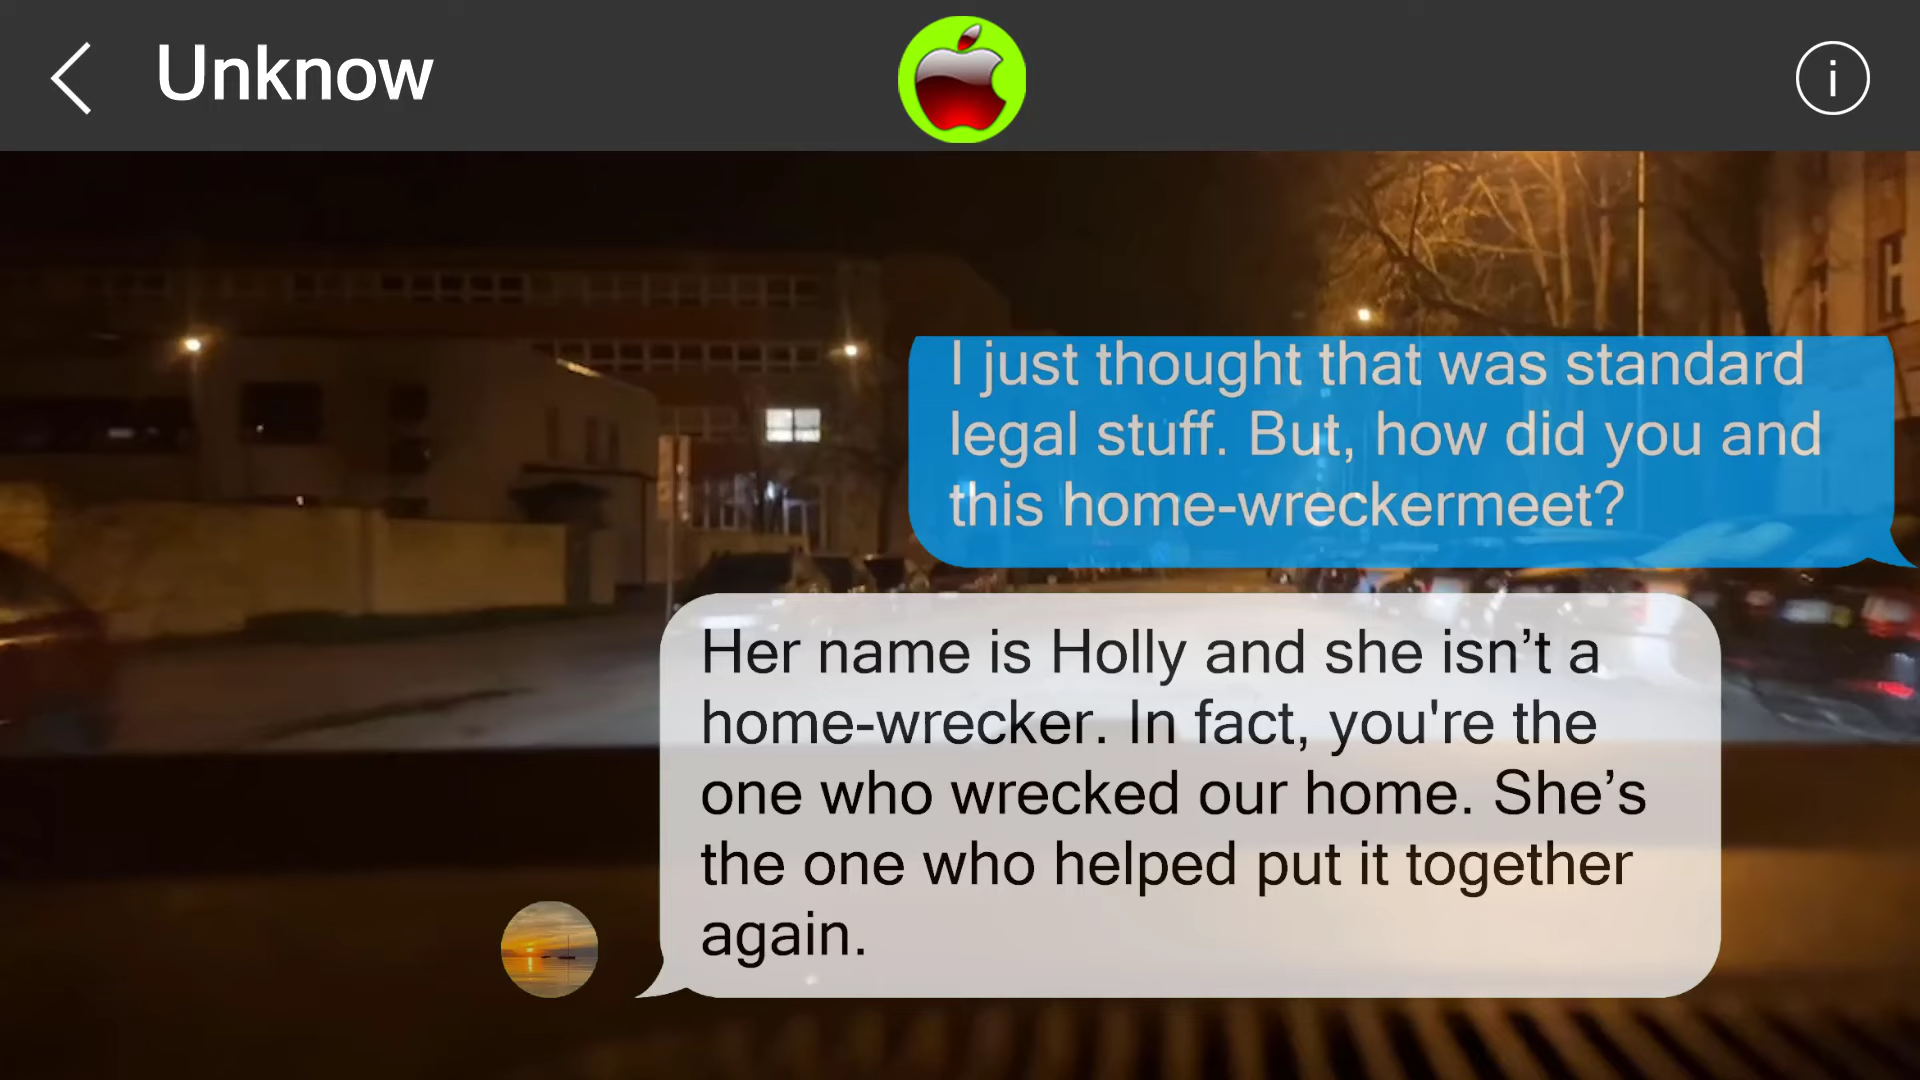 Unknow
i
I just thought that was standard
legal stuff. But, how did you and
this home-wreckermeet?
Her name is Holly and she isn’t a
home-wrecker. In fact, you're the
one who wrecked our home. She’s
the one who helped put it together
again.